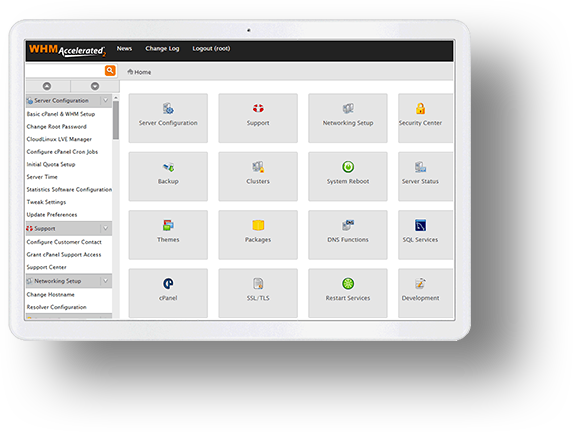 WHM Accelerated²
News Change Log Logout (root)
Home
Server Configuration
Basic cPanel & WHM Setup
Change Root Password
CloudLinux LVE Manager
Configure cPanel Cron Jobs
Initial Quota Setup
Server Time
Statistics Software Configuration
Tweak Settings
Update Preferences
Support
Configure Customer Contact
Grant cPanel Support Access
Support Center
Networking Setup
Change Hostname
Resolver Configuration
Server Configuration Support Networking Setup Security Center
Backup Clusters System Reboot Server Status
Themes Packages DNS Functions SQL Services
cPanel SSL/TLS Restart Services Development